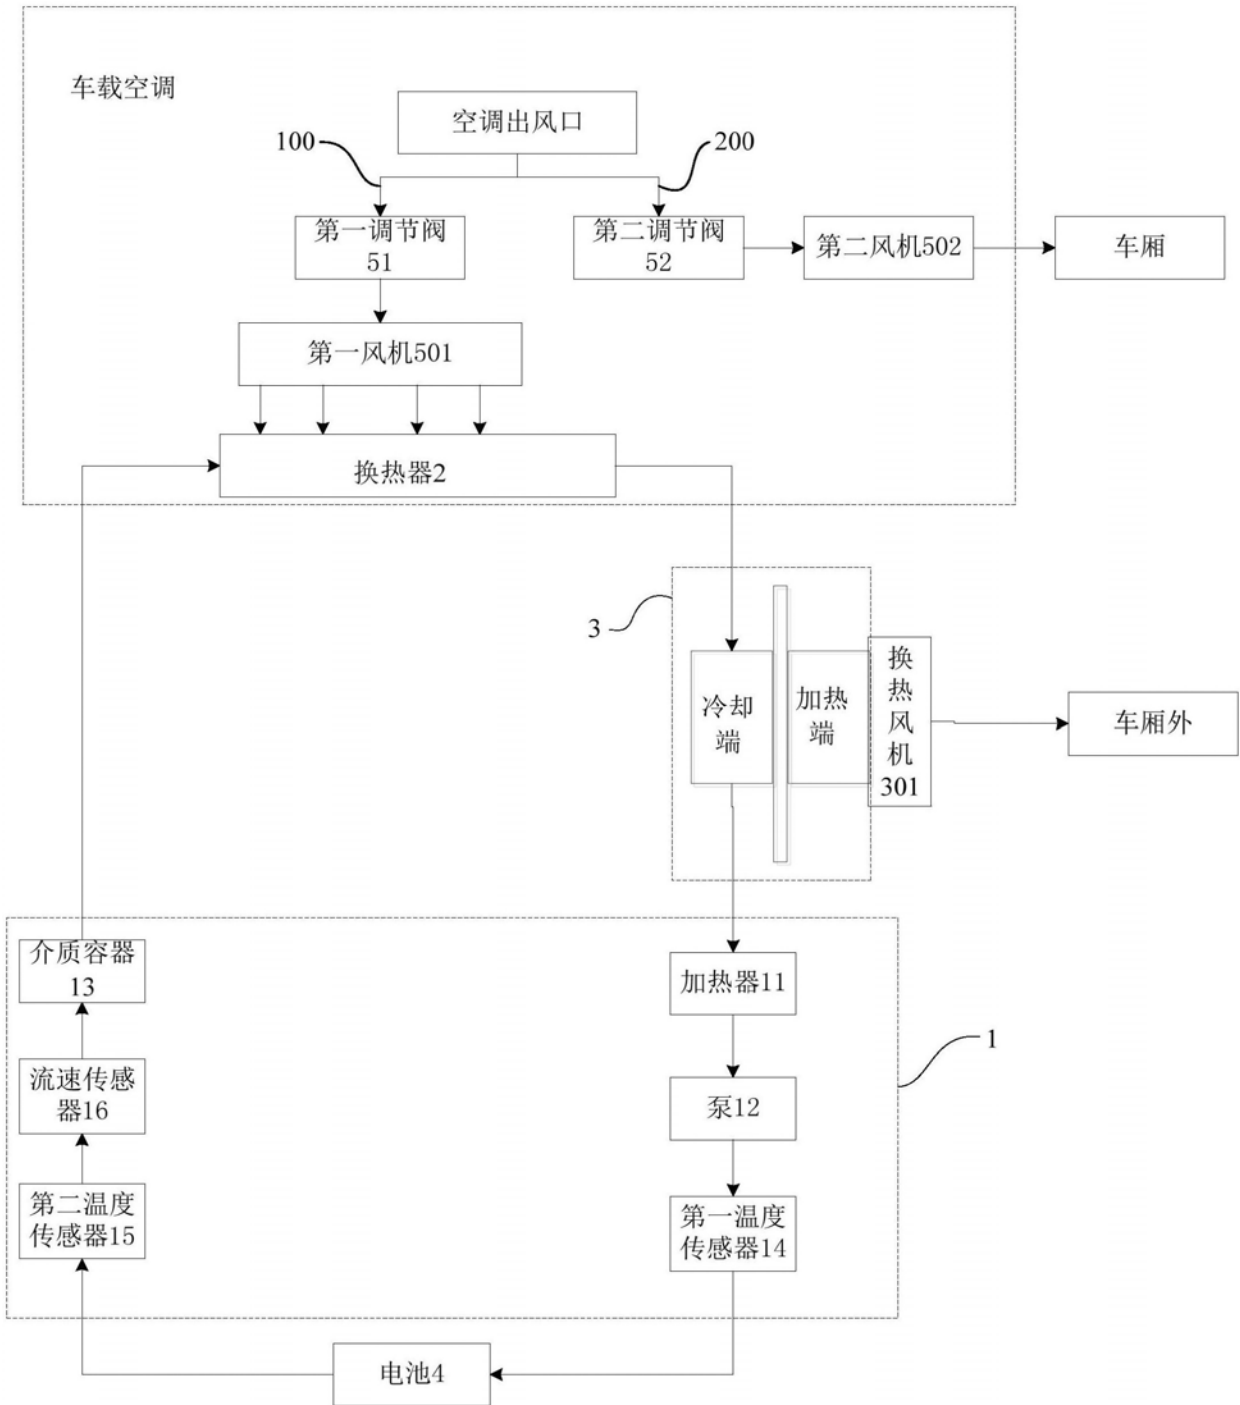 车载空调
空调出风口
100
200
第一调节阀
51
第二调节阀
52
第二风机502
车厢
第一风机501
换热器2
3
冷却
端
加热
端
换
热
风
机
301
车厢外
介质容器
13
加热器11
1
流速传感
器16
泵12
第二温度
传感器15
第一温度
传感器14
电池4